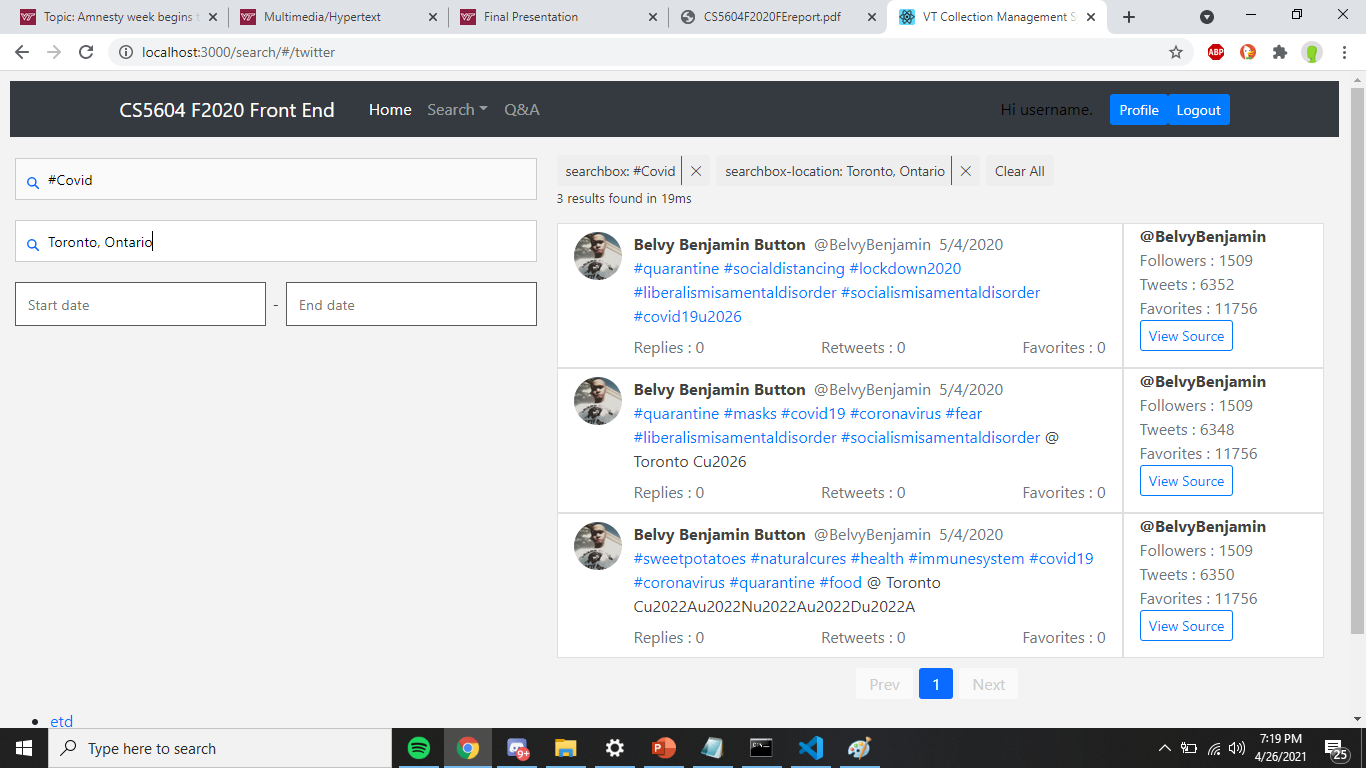 Topic: Amnesty week begins t
Multimedia/Hypertext
Final Presentation
CS5604F2020FEreport.pdf
VT Collection Management S
localhost:3000/search/#/twitter
ABP
CS5604 F2020 Front End
Home
Search
Q&A
Hi username.
Profile
Logout
#Covid
Toronto, Ontario
Start date
-
End date
searchbox: #Covid
searchbox-location: Toronto, Ontario
Clear All
3 results found in 19ms
Belvy Benjamin Button @BelvyBenjamin 5/4/2020
#quarantine #socialdistancing #lockdown2020
#liberalismisamentaldisorder #socialismisamentaldisorder
#covid19u2026
Replies : 0 Retweets : 0 Favorites : 0
@BelvyBenjamin
Followers : 1509
Tweets : 6352
Favorites : 11756
View Source
Belvy Benjamin Button @BelvyBenjamin 5/4/2020
#quarantine #masks #covid19 #coronavirus #fear
#liberalismisamentaldisorder #socialismisamentaldisorder @
Toronto Cu2026
Replies : 0 Retweets : 0 Favorites : 0
@BelvyBenjamin
Followers : 1509
Tweets : 6348
Favorites : 11756
View Source
Belvy Benjamin Button @BelvyBenjamin 5/4/2020
#sweetpotatoes #naturalcures #health #immunesystem #covid19
#coronavirus #quarantine #food @ Toronto
Cu2022Au2022Nu2022Au2022Du2022A
Replies : 0 Retweets : 0 Favorites : 0
@BelvyBenjamin
Followers : 1509
Tweets : 6350
Favorites : 11756
View Source
Prev 1 Next
etd
Type here to search
9+
7:19 PM
4/26/2021
25